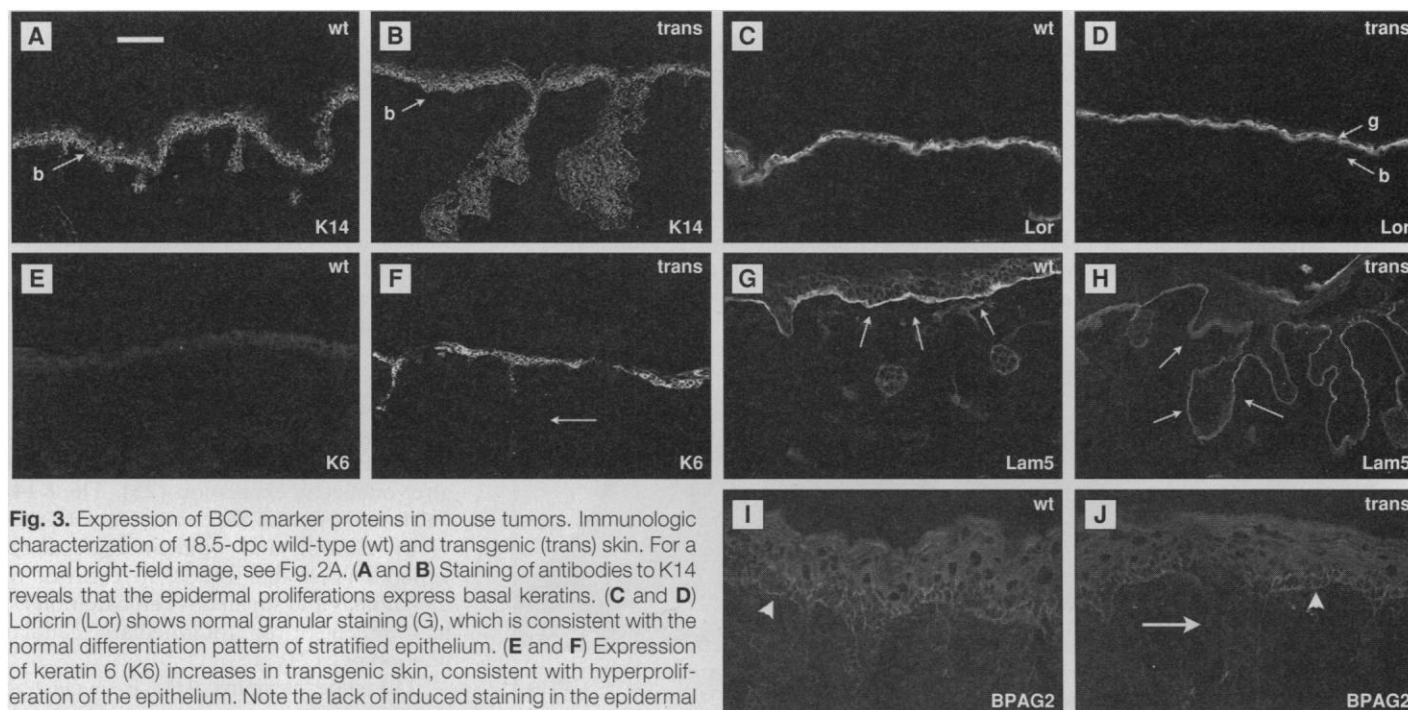 A wt b K14
B trans b K14
C wt Lor
D trans g b Lor
E wt K6
F trans K6
G wt Lam5
H trans Lam5
I wt BPAG2
J trans BPAG2
Fig. 3. Expression of BCC marker proteins in mouse tumors. Immunologic
characterization of 18.5-dpc wild-type (wt) and transgenic (trans) skin. For a
normal bright-field image, see Fig. 2A. (A and B) Staining of antibodies to K14
reveals that the epidermal proliferations express basal keratins. (C and D)
Loricrin (Lor) shows normal granular staining (G), which is consistent with the
normal differentiation pattern of stratified epithelium. (E and F) Expression
of keratin 6 (K6) increases in transgenic skin, consistent with hyperprolif-
eration of the epithelium. Note the lack of induced staining in the epidermal